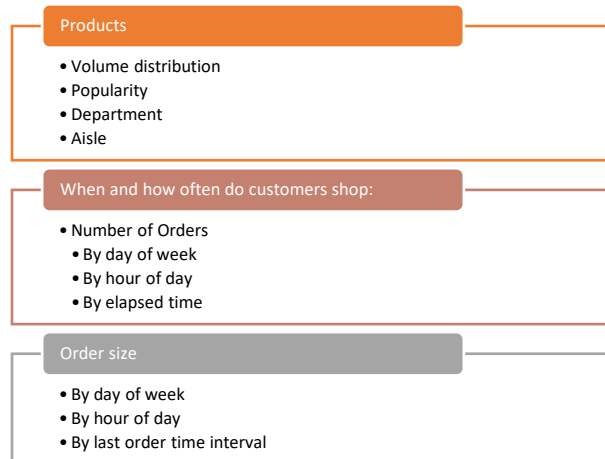 Products
• Volume distribution
• Popularity
• Department
• Aisle
When and how often do customers shop:
• Number of Orders
• By day of week
• By hour of day
• By elapsed time
Order size
• By day of week
• By hour of day
• By last order time interval